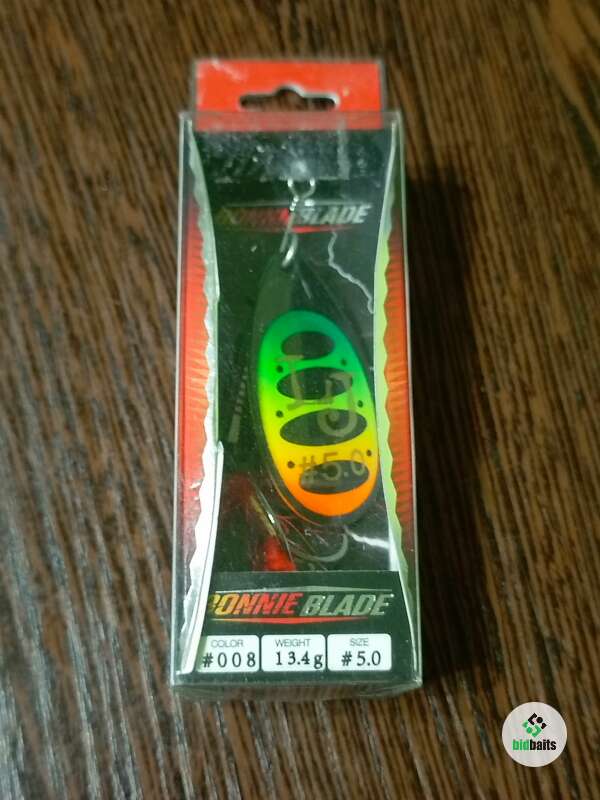 BONNIE BLADE
LJ
#5.0
BONNIE BLADE
COLOR WEIGHT SIZE
#008 13.4g #5.0
bidbaits